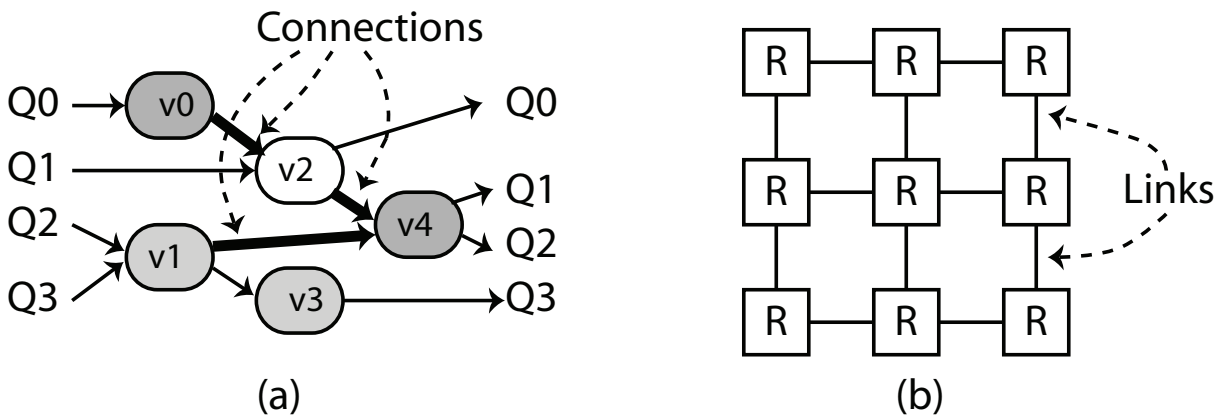 Connections
Q0 v0 Q0
Q1 v2 Q1
Q2 v4 Q2
Q3 v1 v3 Q3
(a)
R R R
R R R
Links
R R R
(b)